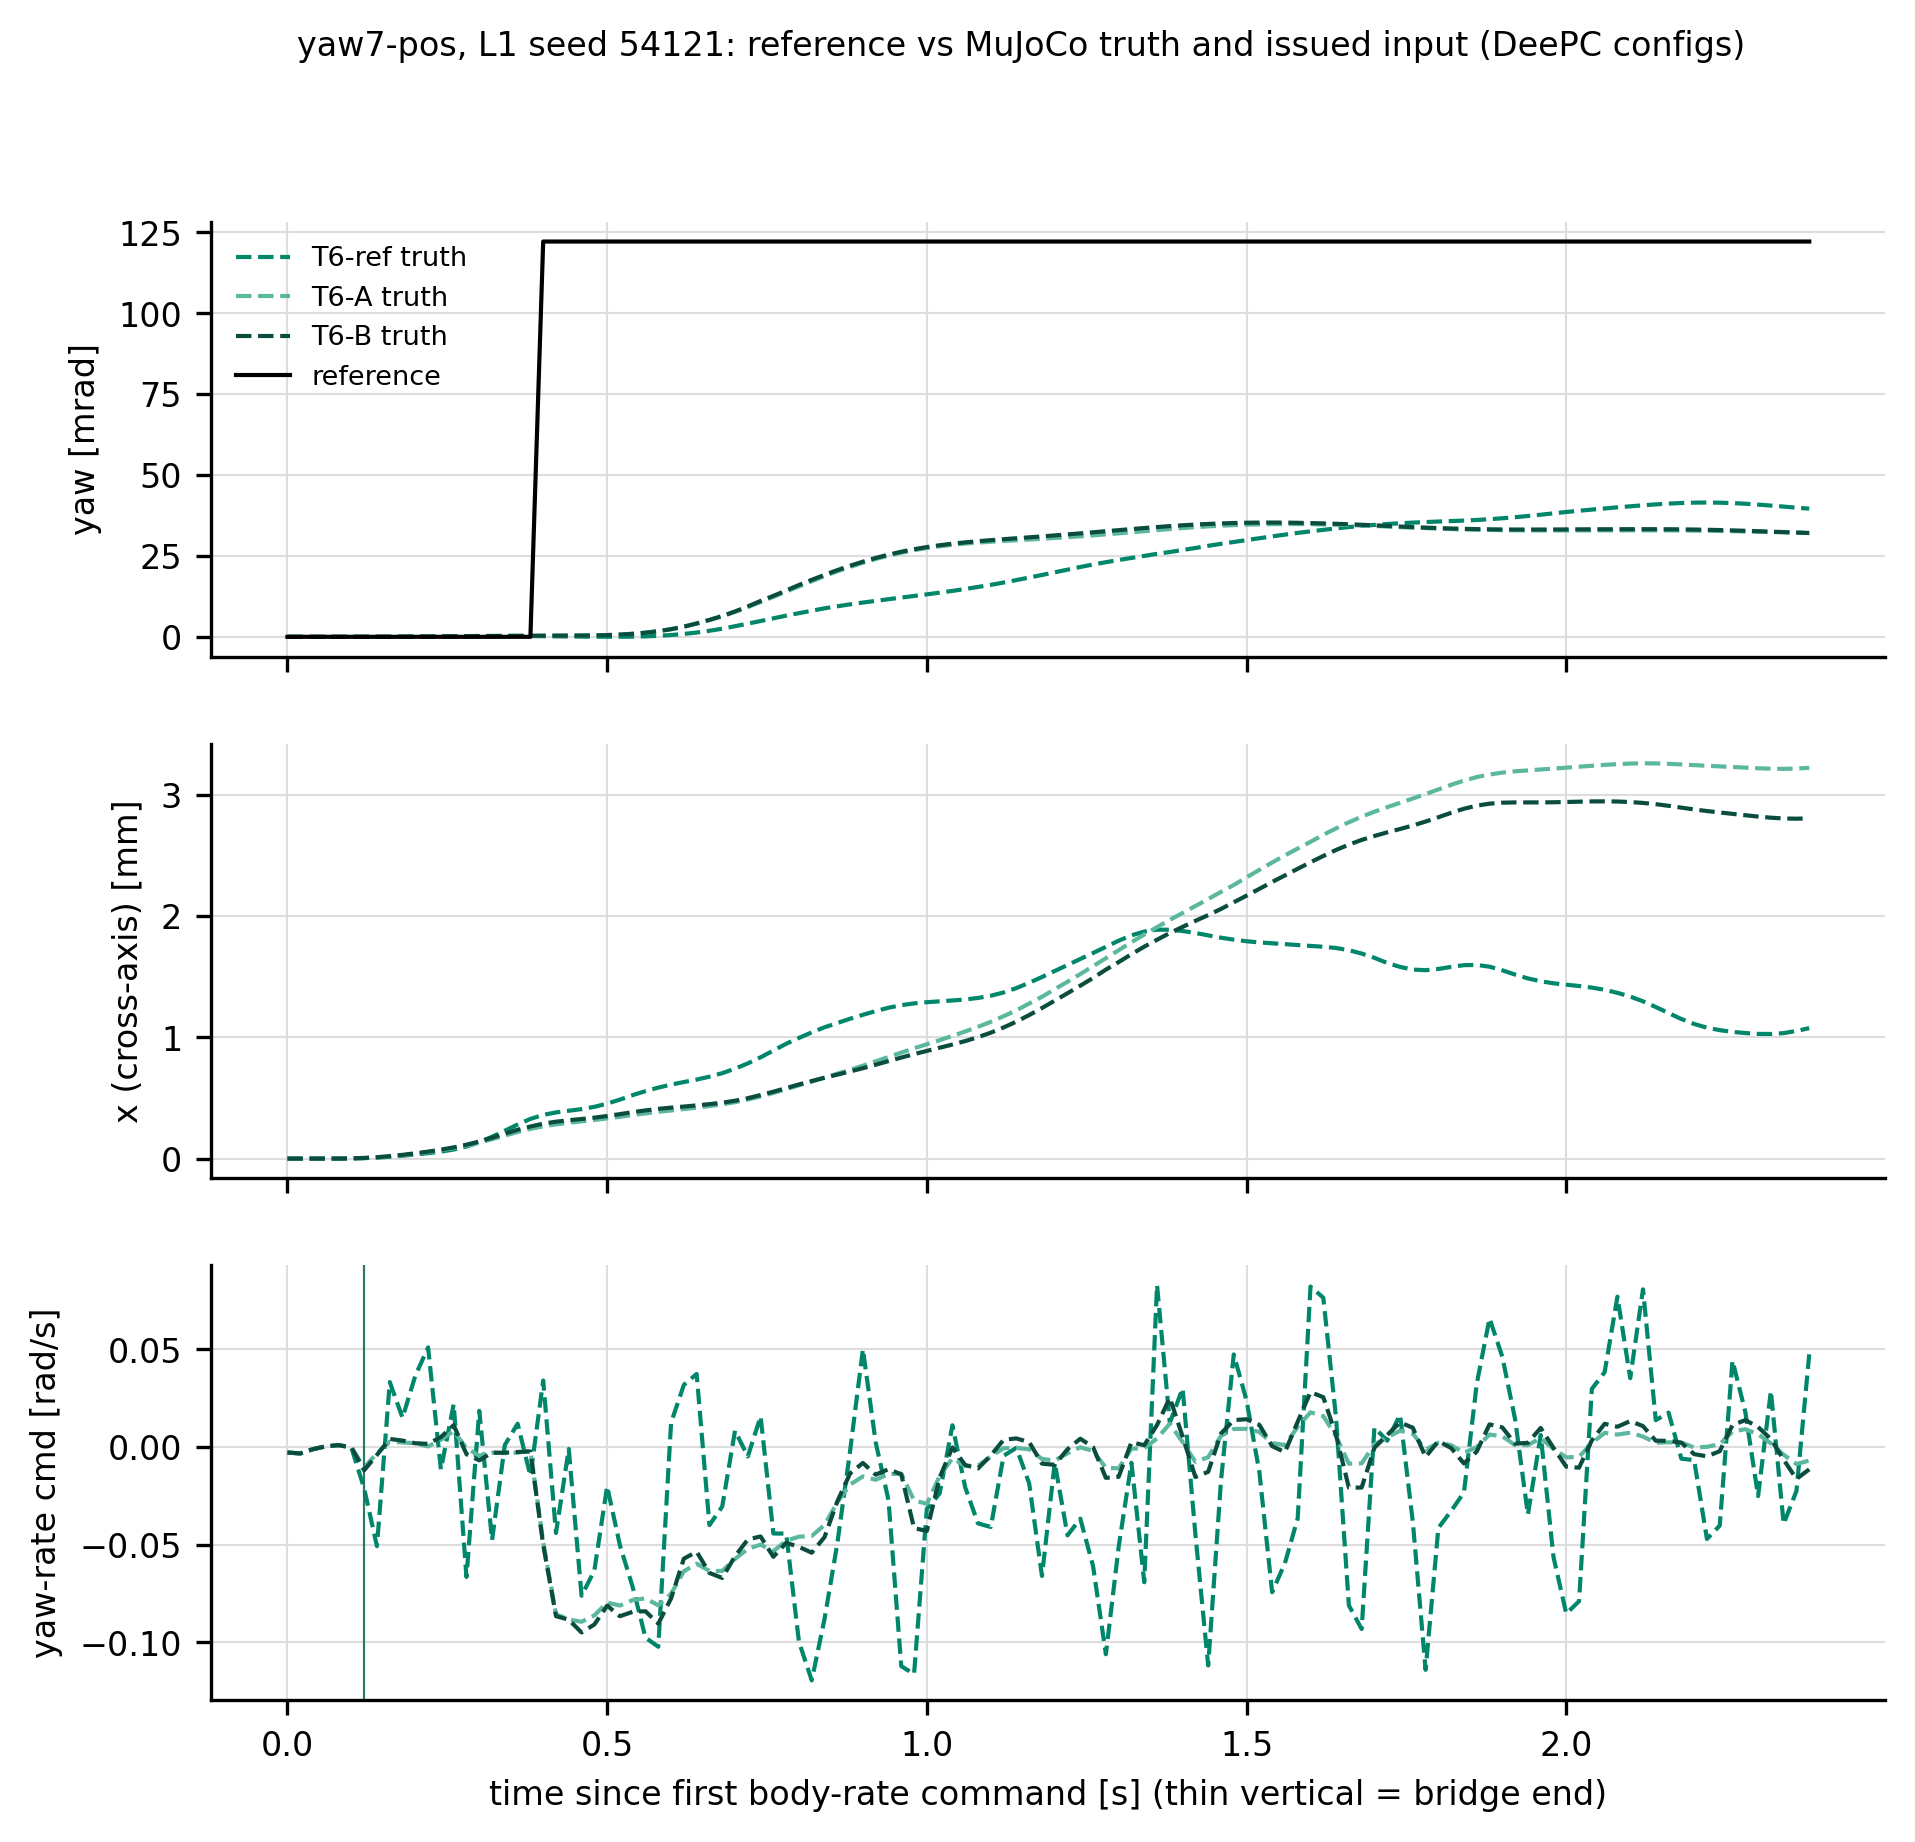 yaw7-pos, L1 seed 54121: reference vs MuJoCo truth and issued input (DeePC configs)
125
100
75
50
25
0
yaw [mrad]
T6-ref truth
T6-A truth
T6-B truth
reference
3
2
1
0
x (cross-axis) [mm]
0.05
0.00
−0.05
−0.10
yaw-rate cmd [rad/s]
0.0
0.5
1.0
1.5
2.0
time since first body-rate command [s] (thin vertical = bridge end)